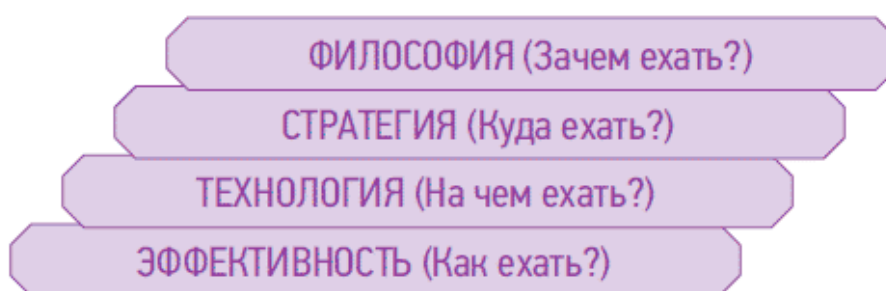 ФИЛОСОФИЯ (Зачем ехать?)
СТРАТЕГИЯ (Куда ехать?)
ТЕХНОЛОГИЯ (На чем ехать?)
ЭФФЕКТИВНОСТЬ (Как ехать?)